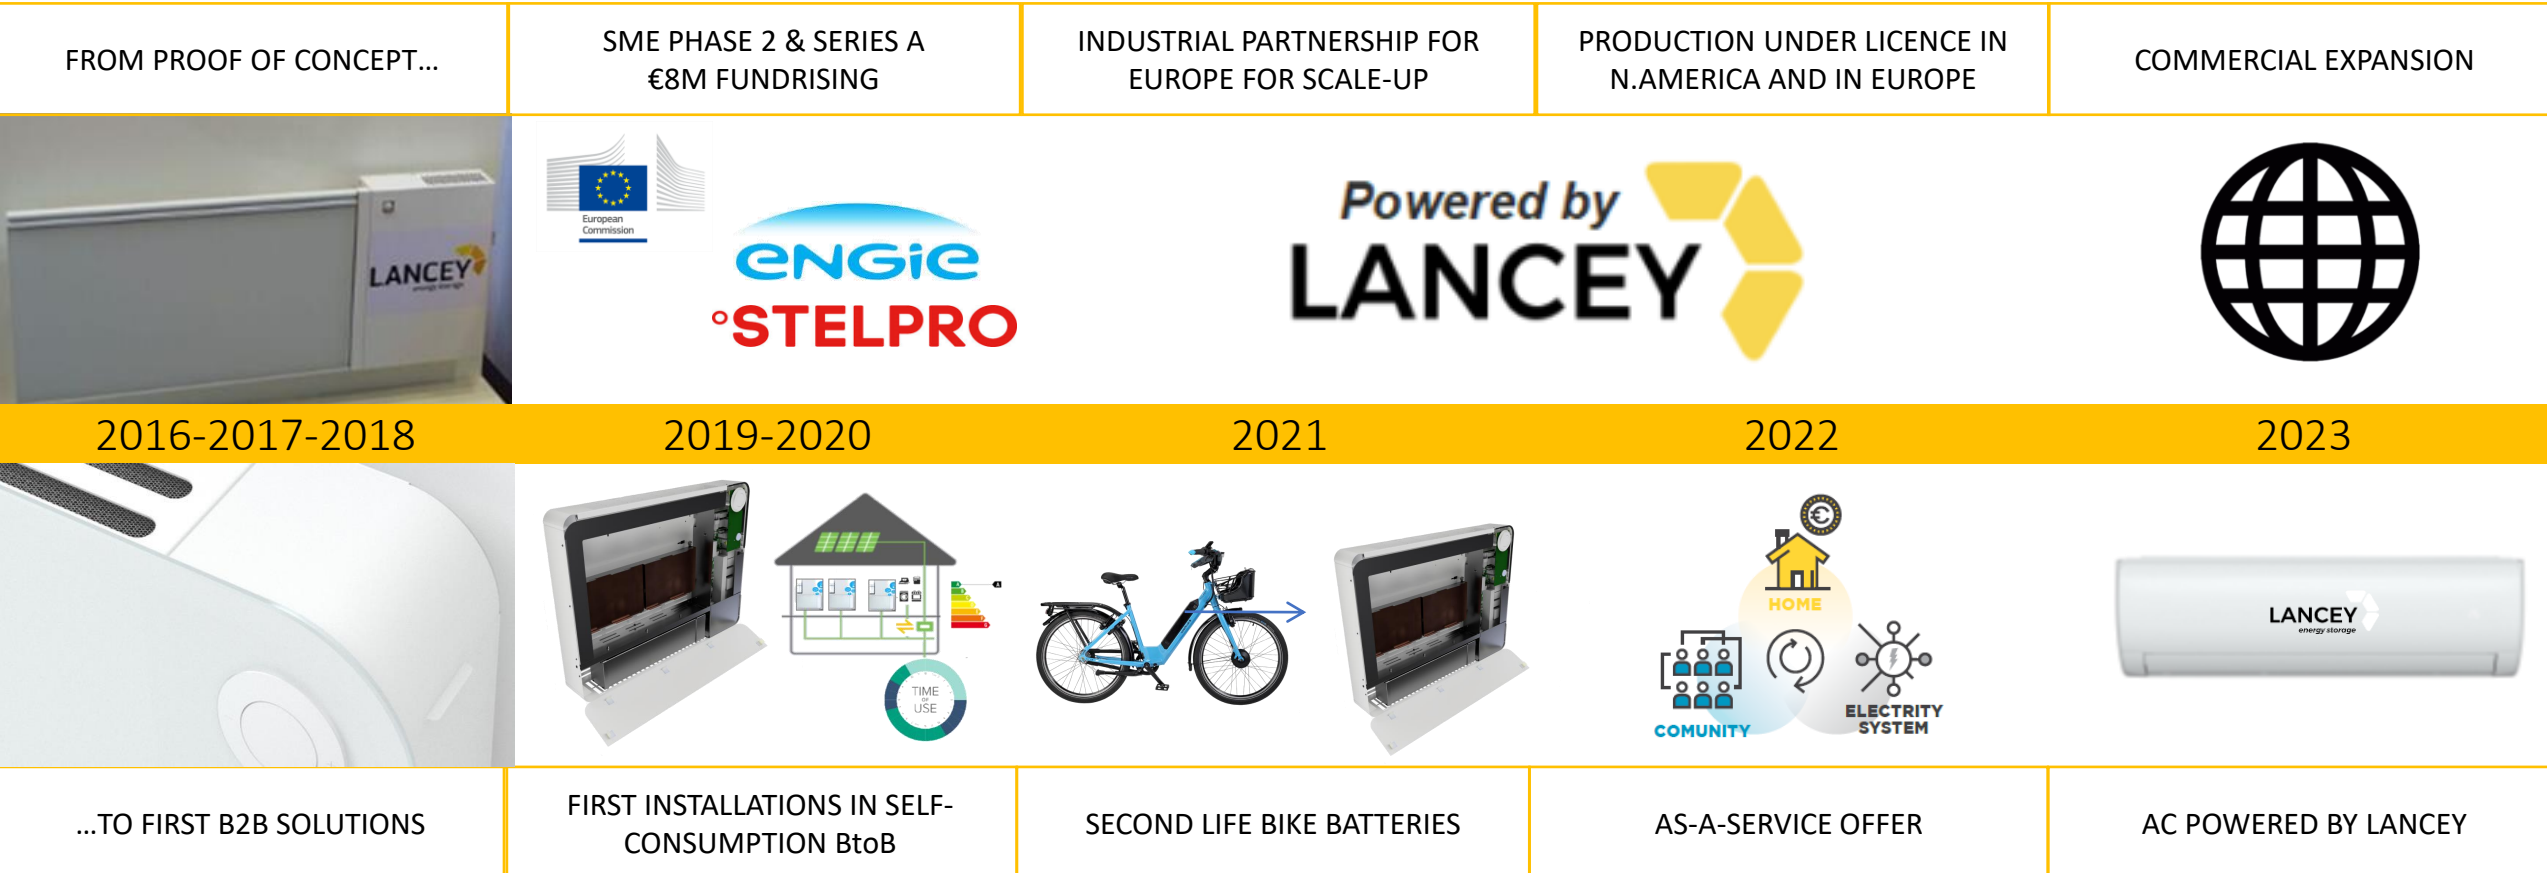 FROM PROOF OF CONCEPT...
SME PHASE 2 & SERIES A
€8M FUNDRISING
INDUSTRIAL PARTNERSHIP FOR
EUROPE FOR SCALE-UP
PRODUCTION UNDER LICENCE IN
N.AMERICA AND IN EUROPE
COMMERCIAL EXPANSION
LANCEY
energy storage
European
Commission
ENGIE
STELPRO
Powered by
LANCEY
2016-2017-2018
2019-2020
2021
2022
2023
TIME
OF
USE
HOME
COMUNITY
ELECTRITY
SYSTEM
LANCEY
energy storage
...TO FIRST B2B SOLUTIONS
FIRST INSTALLATIONS IN SELF-
CONSUMPTION BtoB
SECOND LIFE BIKE BATTERIES
AS-A-SERVICE OFFER
AC POWERED BY LANCEY